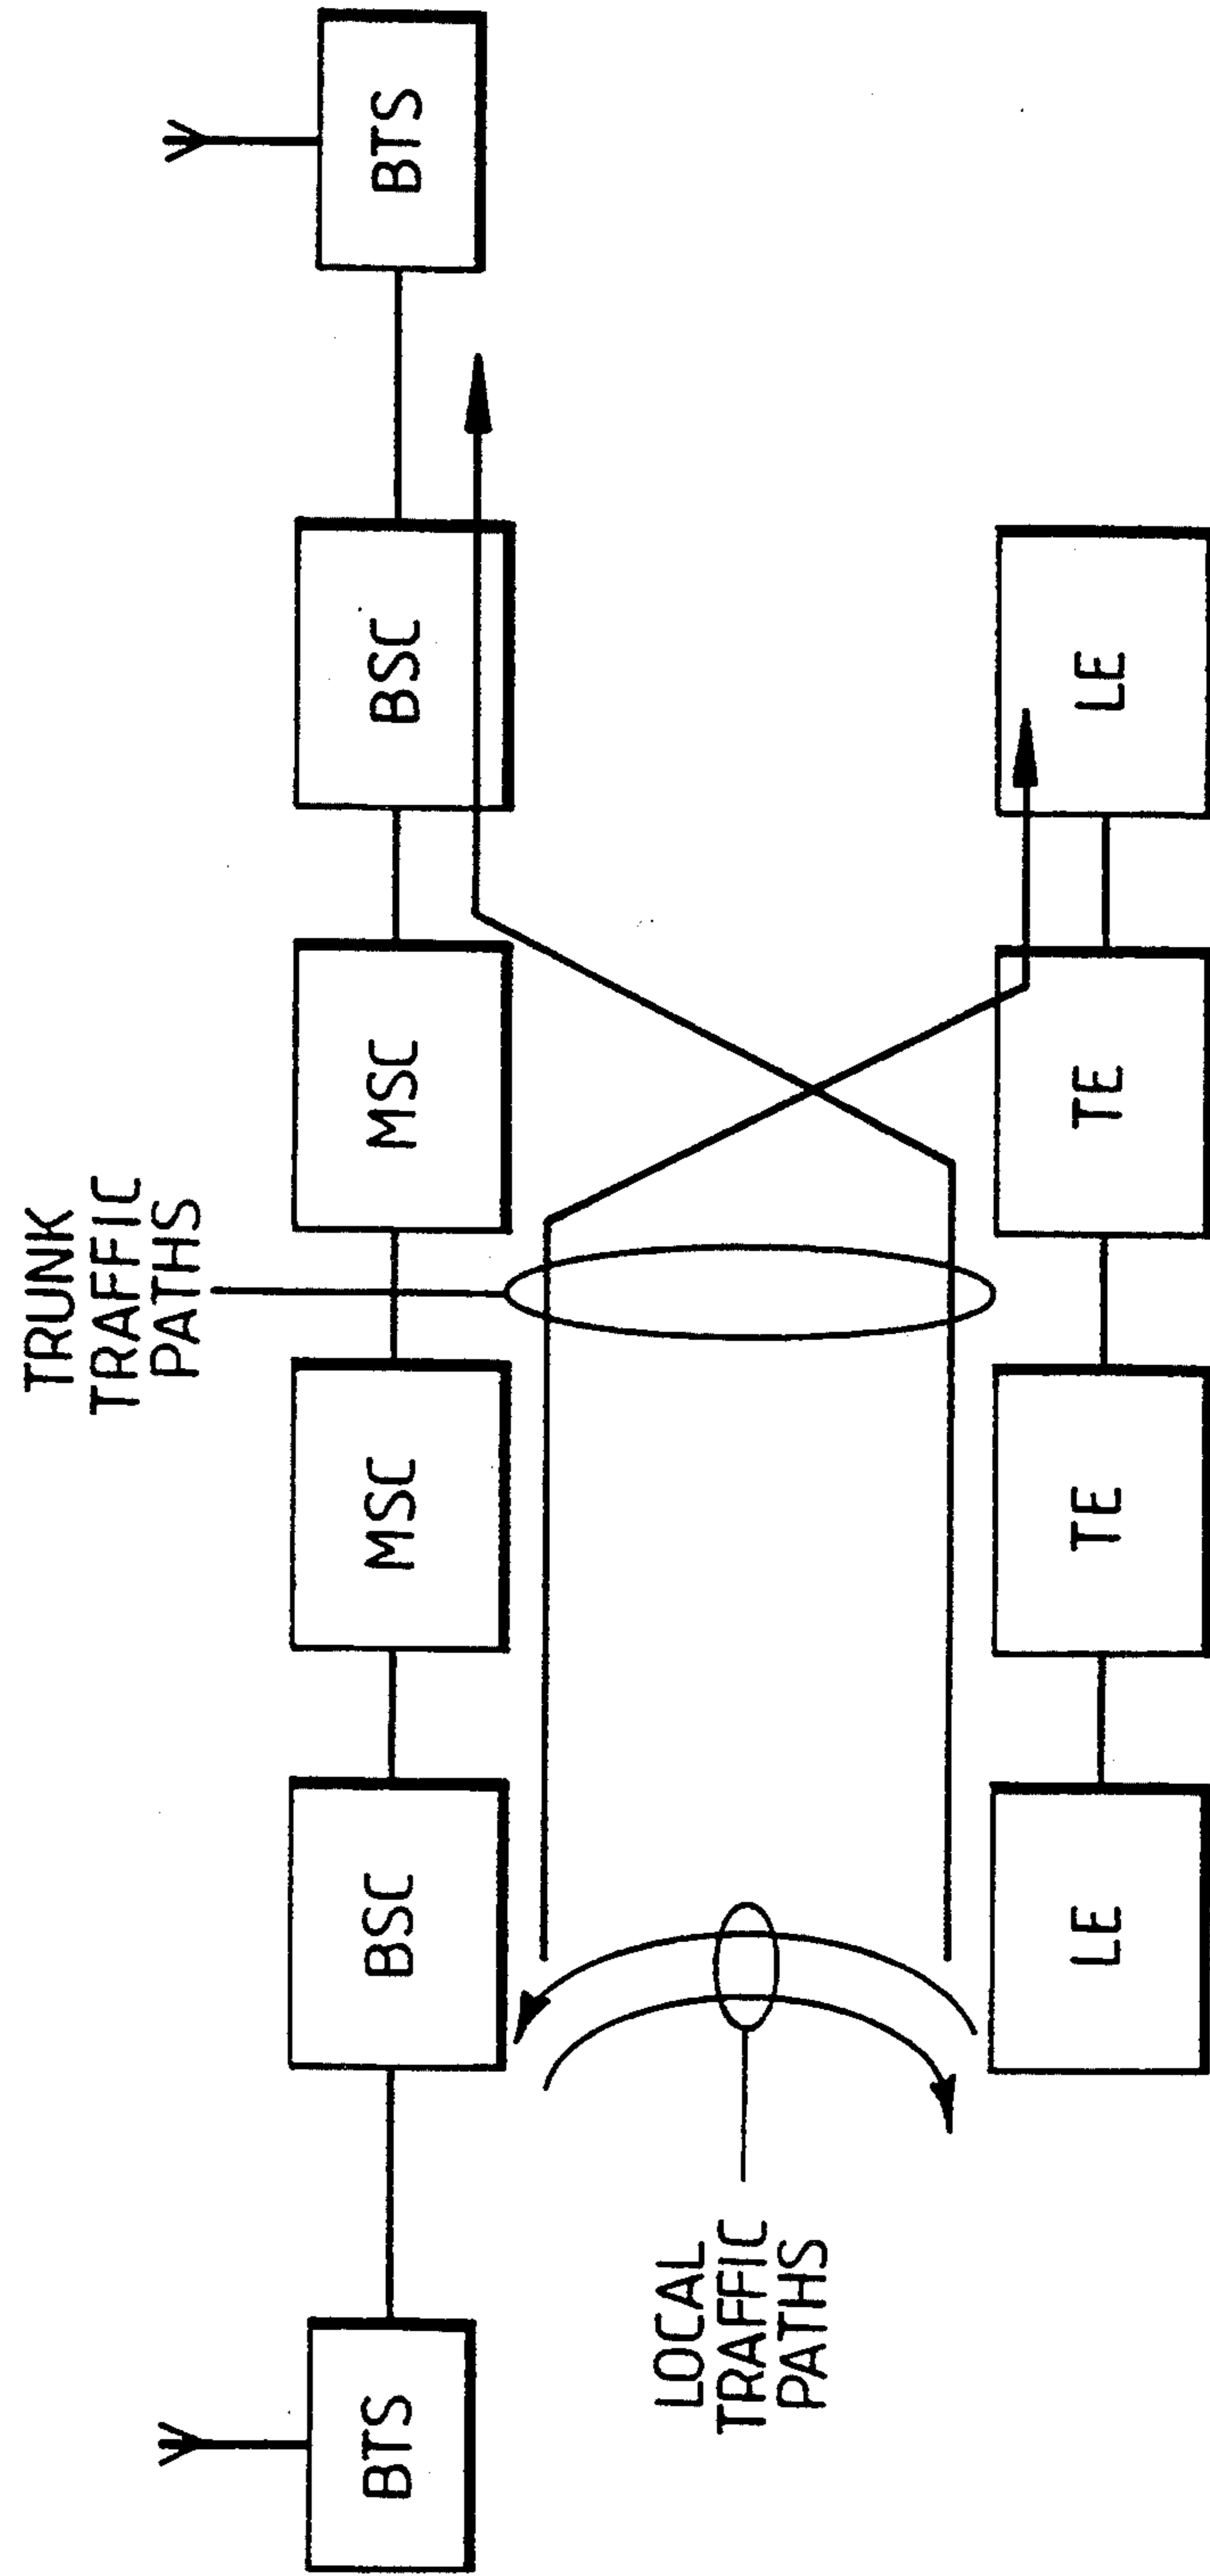 TRUNK
TRAFFIC
PATHS
BTS
BSC
MSC
MSC
BSC
BTS
LOCAL
TRAFFIC
PATHS
LE
TE
TE
LE